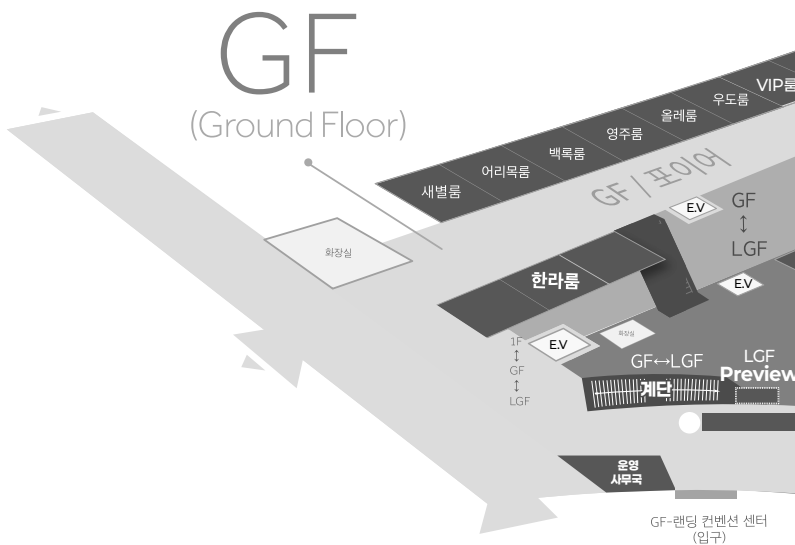 GF
(Ground Floor)
VIP룸
우도룸
올레룸
영주룸
백록룸
어리목룸
새별룸
GF / 포이어
E.V
GF
↕
LGF
화장실
한라룸
E.V
화장실
E.V
1F
↕
GF
↕
LGF
GF↔LGF
계단
LGF
Preview
운영
사무국
GF-랜딩 컨벤션 센터
(입구)